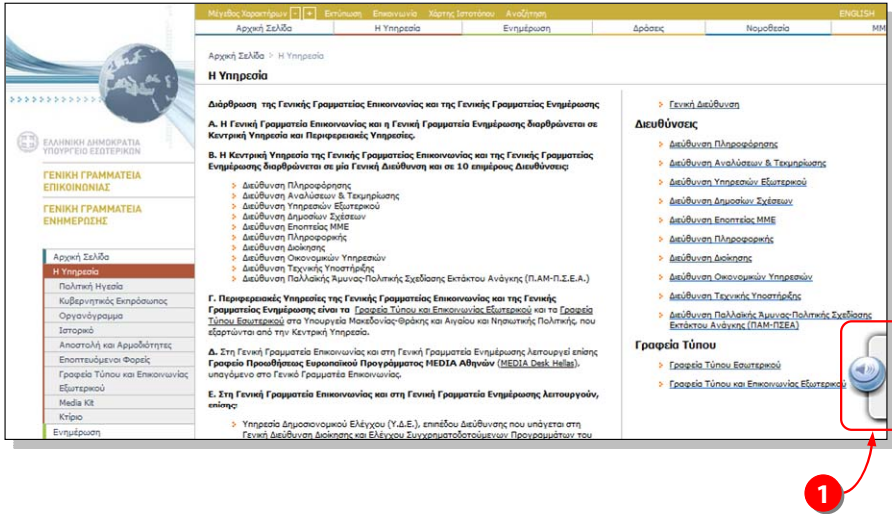 Μέγεθος Χαρακτήρων - + Εκτύπωση Επικοινωνία Χάρτης Ιστοτόπου Αναζήτηση ENGLISH
Αρχική Σελίδα Η Υπηρεσία Ενημέρωση Δράσεις Νομοθεσία ΜΜ
Αρχική Σελίδα > Η Υπηρεσία
Η Υπηρεσία
ΕΛΛΗΝΙΚΗ ΔΗΜΟΚΡΑΤΙΑ
ΥΠΟΥΡΓΕΙΟ ΕΣΩΤΕΡΙΚΩΝ
ΓΕΝΙΚΗ ΓΡΑΜΜΑΤΕΙΑ
ΕΠΙΚΟΙΝΩΝΙΑΣ
ΓΕΝΙΚΗ ΓΡΑΜΜΑΤΕΙΑ
ΕΝΗΜΕΡΩΣΗΣ
Αρχική Σελίδα
Η Υπηρεσία
Πολιτική Ηγεσία
Κυβερνητικός Εκπρόσωπος
Οργανόγραμμα
Ιστορικό
Αποστολή και Αρμοδιότητες
Εποπτευόμενοι Φορείς
Γραφεία Τύπου και Επικοινωνίας
Εξωτερικού
Media Kit
Κτίριο
Ενημέρωση
Διάρθρωση της Γενικής Γραμματείας Επικοινωνίας και της Γενικής Γραμματείας Ενημέρωσης
Α. Η Γενική Γραμματεία Επικοινωνίας και η Γενική Γραμματεία Ενημέρωσης διαρθρώνεται σε
Κεντρική Υπηρεσία και Περιφερειακές Υπηρεσίες.
Β. Η Κεντρική Υπηρεσία της Γενικής Γραμματείας Επικοινωνίας και της Γενικής Γραμματείας
Ενημέρωσης διαρθρώνεται σε μία Γενική Διεύθυνση και σε 10 επιμέρους Διευθύνσεις:
Διεύθυνση Πληροφόρησης
Διεύθυνση Αναλύσεων & Τεκμηρίωσης
Διεύθυνση Υπηρεσιών Εξωτερικού
Διεύθυνση Δημοσίων Σχέσεων
Διεύθυνση Εποπτείας ΜΜΕ
Διεύθυνση Πληροφορικής
Διεύθυνση Διοίκησης
Διεύθυνση Οικονομικών Υπηρεσιών
Διεύθυνση Τεχνικής Υποστήριξης
Διεύθυνση Παλλαϊκής Άμυνας-Πολιτικής Σχεδίασης Εκτάκτου Ανάγκης (Π.ΑΜ-Π.Σ.Ε.Α.)
Γ. Περιφερειακές Υπηρεσίες της Γενικής Γραμματείας Επικοινωνίας και της Γενικής
Γραμματείας Ενημέρωσης είναι τα Γραφεία Τύπου και Επικοινωνίας Εξωτερικού και τα Γραφεία
Τύπου Εσωτερικού στα Υπουργεία Μακεδονίας-Θράκης και Αιγαίου και Νησιωτικής Πολιτικής, που
εξαρτώνται από την Κεντρική Υπηρεσία.
Δ. Στη Γενική Γραμματεία Επικοινωνίας και στη Γενική Γραμματεία Ενημέρωσης λειτουργεί επίσης
Γραφείο Προωθήσεως Ευρωπαϊκού Προγράμματος MEDIA Αθηνών (MEDIA Desk Hellas),
υπαγόμενο στο Γενικό Γραμματέα Επικοινωνίας.
Ε. Στη Γενική Γραμματεία Επικοινωνίας και στη Γενική Γραμματεία Ενημέρωσης λειτουργούν,
επίσης:
Υπηρεσία Δημοσιονομικού Ελέγχου (Υ.Δ.Ε.), επιπέδου Διεύθυνσης που υπάγεται στη
Γενική Διεύθυνση Διοίκησης και Ελέγχου Συγχρηματοδοτούμενων Προγραμμάτων του
Γενική Διεύθυνση
Διευθύνσεις
Διεύθυνση Πληροφόρησης
Διεύθυνση Αναλύσεων & Τεκμηρίωσης
Διεύθυνση Υπηρεσιών Εξωτερικού
Διεύθυνση Δημοσίων Σχέσεων
Διεύθυνση Εποπτείας ΜΜΕ
Διεύθυνση Πληροφορικής
Διεύθυνση Διοίκησης
Διεύθυνση Οικονομικών Υπηρεσιών
Διεύθυνση Τεχνικής Υποστήριξης
Διεύθυνση Παλλαϊκής Άμυνας-Πολιτικής Σχεδίασης
Εκτάκτου Ανάγκης (ΠΑΜ-ΠΣΕΑ)
Γραφεία Τύπου
Γραφεία Τύπου Εσωτερικού
Γραφεία Τύπου και Επικοινωνίας Εξωτερικού
1